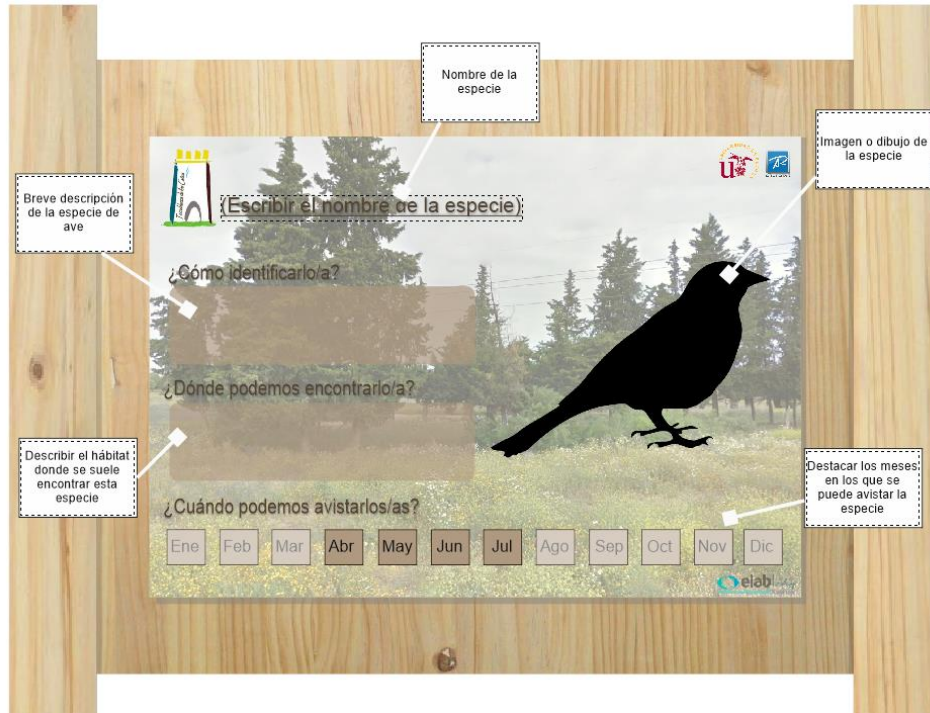 Nombre de la
especie
Imagen o dibujo de
la especie
Breve descripción
de la especie de
ave
(Escribir el nombre de la especie)
¿Cómo identificarlo/a?
¿Dónde podemos encontrarlo/a?
Describir el hábitat
donde se suele
encontrar esta
especie
Destacar los meses
en los que se
puede avistar la
especie
¿Cuándo podemos avistarlos/as?
Ene Feb Mar Abr May Jun Jul Ago Sep Oct Nov Dic
elab